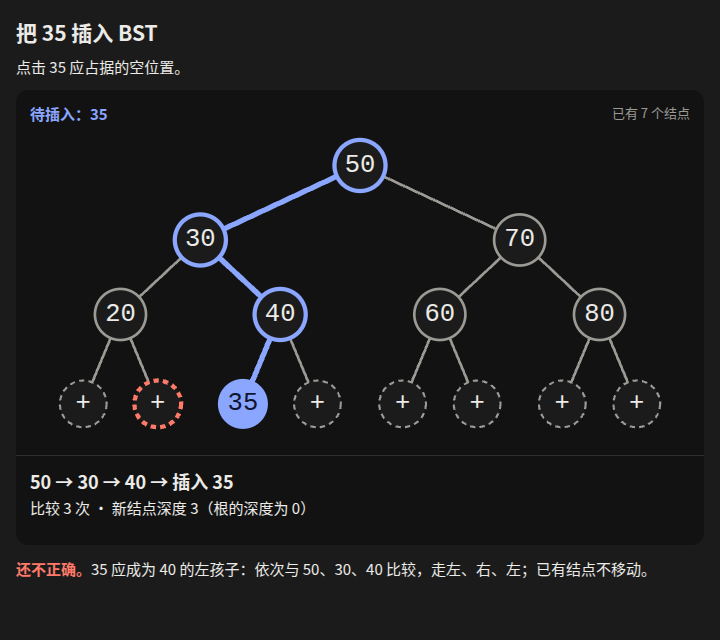 把 35 插入 BST
点击 35 应占据的空位置。
待插入：35
已有 7 个结点
50
30 70
20 40 60 80
+ + 35 + + + + +
50 → 30 → 40 → 插入 35
比较 3 次 · 新结点深度 3（根的深度为 0）
还不正确。35 应成为 40 的左孩子：依次与 50、30、40 比较，走左、右、左；已有结点不移动。